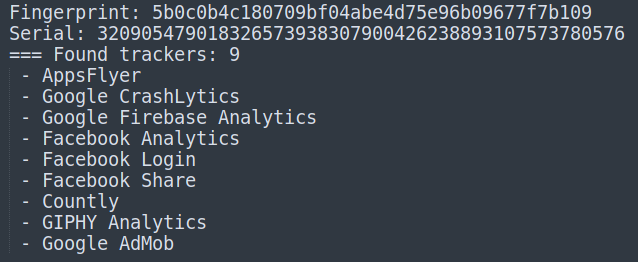 Fingerprint: 5b0c0b4c180709bf04abe4d75e96b09677f7b109
Serial: 320905479018326573938307900426238893107573780576
=== Found trackers: 9
- AppsFlyer
- Google CrashLytics
- Google Firebase Analytics
- Facebook Analytics
- Facebook Login
- Facebook Share
- Countly
- GIPHY Analytics
- Google AdMob